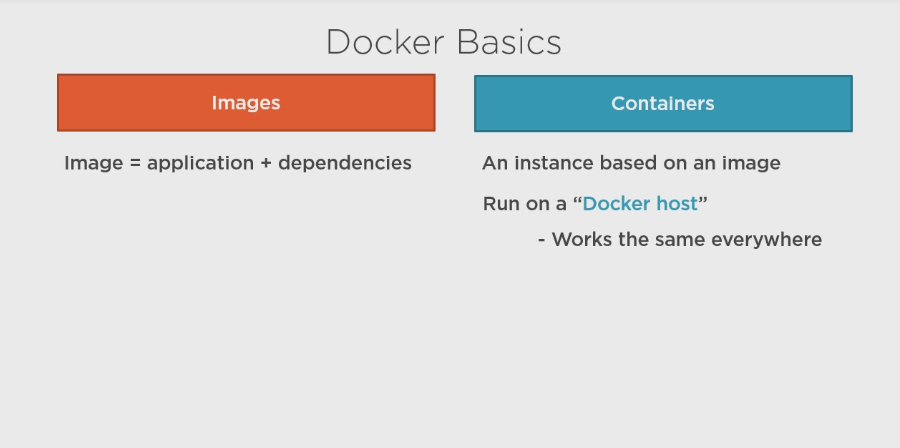 Docker Basics
Images
Image = application + dependencies
Containers
An instance based on an image
Run on a “Docker host”
- Works the same everywhere